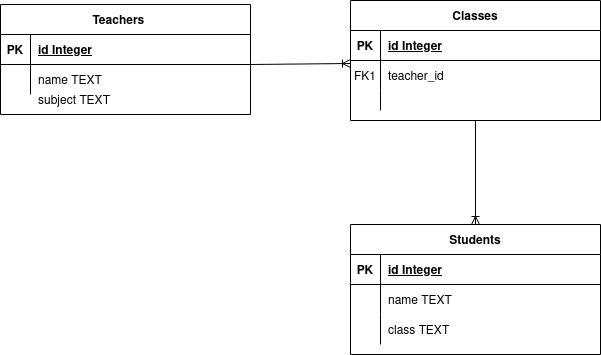 Teachers
PK id Integer
name TEXT
subject TEXT
Classes
PK id Integer
FK1 teacher_id
Students
PK id Integer
name TEXT
class TEXT